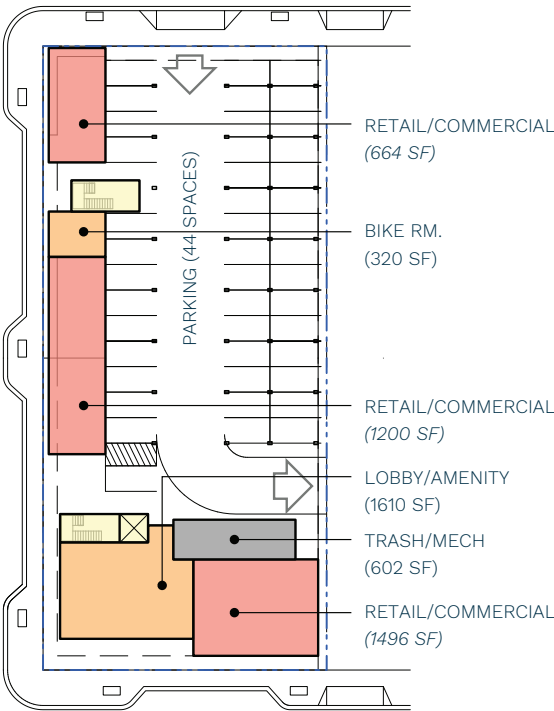 RETAIL/COMMERCIAL
(664 SF)
PARKING (44 SPACES)
BIKE RM.
(320 SF)
RETAIL/COMMERCIAL
(1200 SF)
LOBBY/AMENITY
(1610 SF)
TRASH/MECH
(602 SF)
RETAIL/COMMERCIAL
(1496 SF)